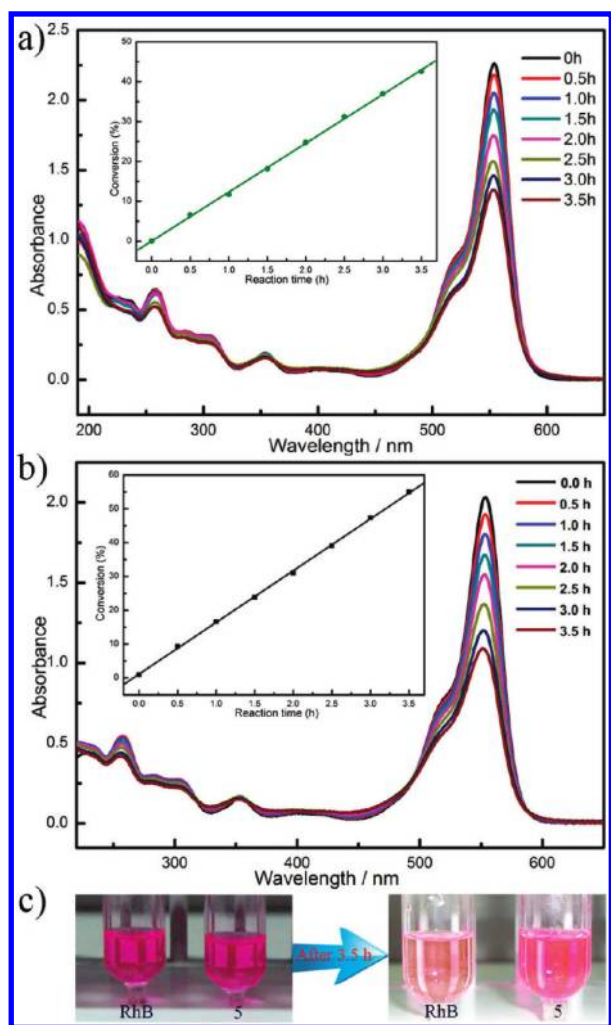 a)
2.5
2.0
1.5
1.0
0.5
0.0
Absorbance
200 300 400 500 600
Wavelength / nm
0h
0.5h
1.0h
1.5h
2.0h
2.5h
3.0h
3.5h
50
40
30
20
10
0
Conversion (%)
0.0 0.5 1.0 1.5 2.0 2.5 3.0 3.5
Reaction time (h)
b)
2.0
1.5
1.0
0.5
0.0
Absorbance
300 400 500 600
Wavelength / nm
0.0 h
0.5 h
1.0 h
1.5 h
2.0 h
2.5 h
3.0 h
3.5 h
60
50
40
30
20
10
0
Conversion (%)
0.0 0.5 1.0 1.5 2.0 2.5 3.0 3.5
Reaction time (h)
c)
RhB 5
After 3.5 h
RhB 5